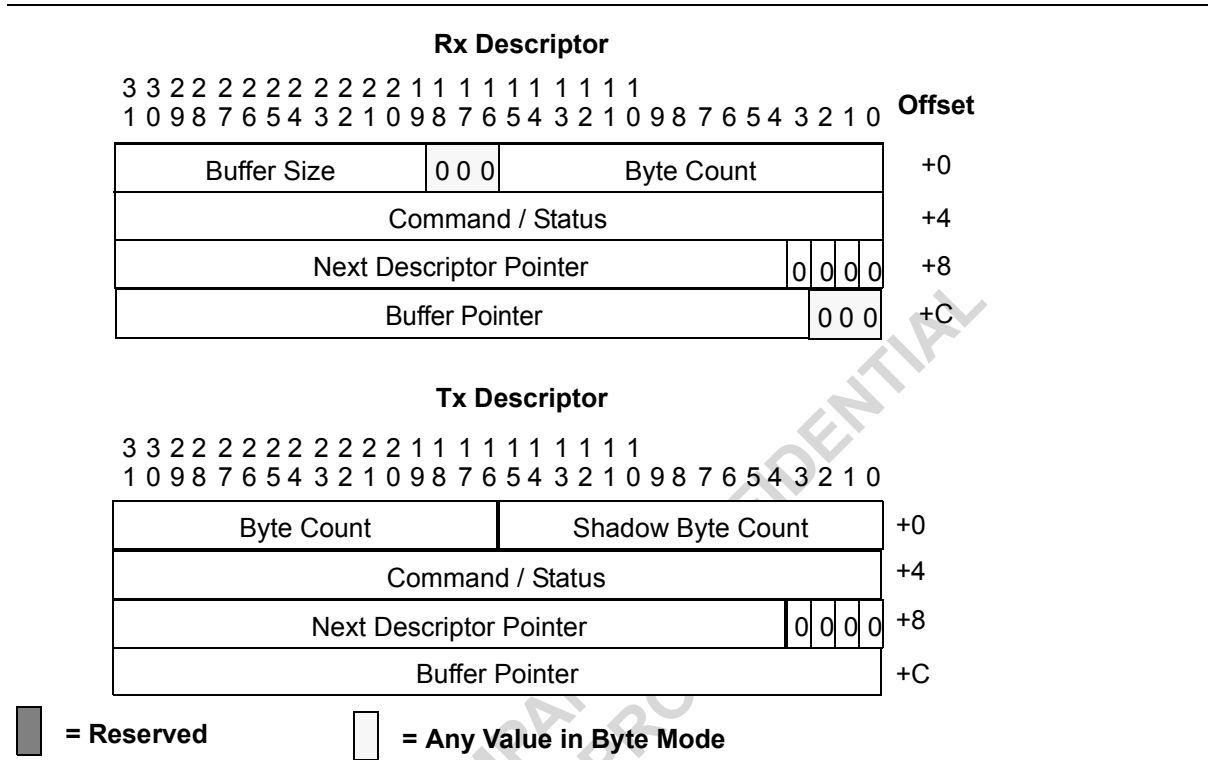 Rx Descriptor
3 3 2 2 2 2 2 2 2 2 2 2 1 1 1 1 1 1 1 1 1 1
1 0 9 8 7 6 5 4 3 2 1 0 9 8 7 6 5 4 3 2 1 0 9 8 7 6 5 4 3 2 1 0 Offset
Buffer Size 0 0 0 Byte Count +0
Command / Status +4
Next Descriptor Pointer 0 0 0 0 +8
Buffer Pointer 0 0 0 +C
Tx Descriptor
3 3 2 2 2 2 2 2 2 2 2 2 1 1 1 1 1 1 1 1 1 1
1 0 9 8 7 6 5 4 3 2 1 0 9 8 7 6 5 4 3 2 1 0 9 8 7 6 5 4 3 2 1 0
Byte Count Shadow Byte Count +0
Command / Status +4
Next Descriptor Pointer 0 0 0 0 +8
Buffer Pointer +C
= Reserved = Any Value in Byte Mode